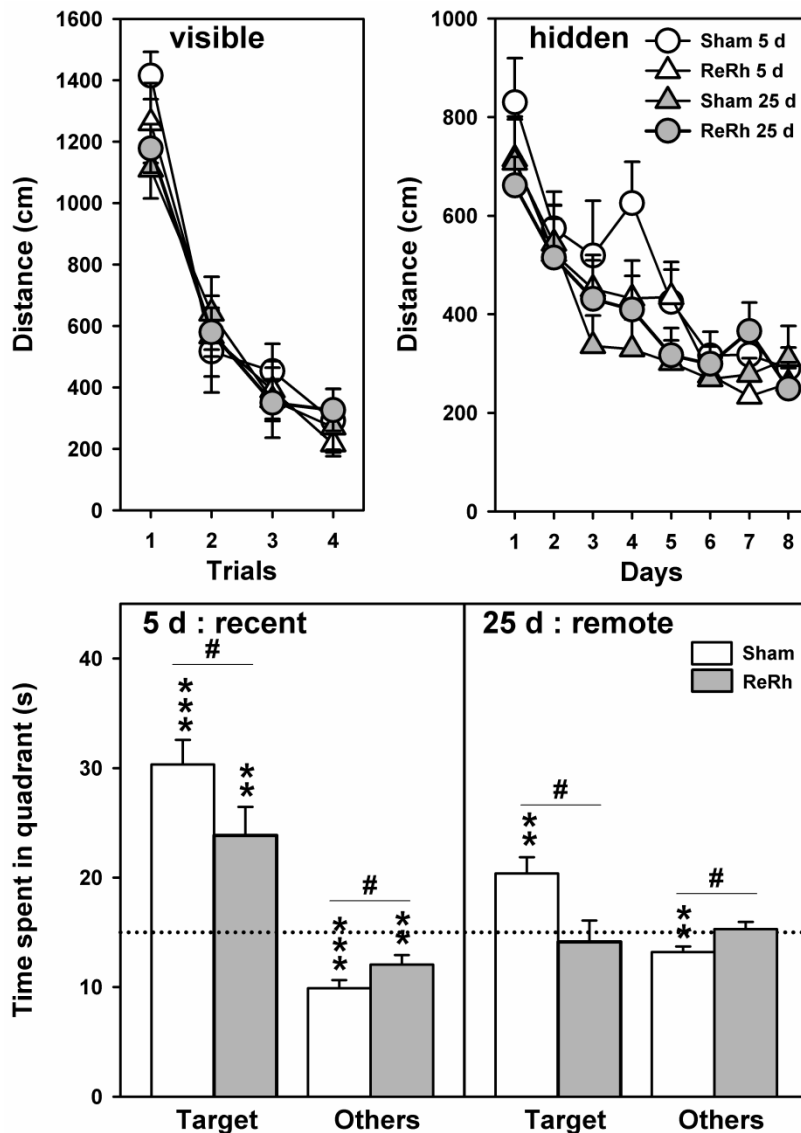 visible
Distance (cm)
1600
1400
1200
1000
800
600
400
200
0
1 2 3 4
Trials
hidden
Sham 5 d
ReRh 5 d
Sham 25 d
ReRh 25 d
Distance (cm)
1000
800
600
400
200
0
1 2 3 4 5 6 7 8
Days
5 d : recent
25 d : remote
Sham
ReRh
Time spent in quadrant (s)
40
30
20
10
0
#
***
**
#
***
**
#
**
#
**
Target Others Target Others